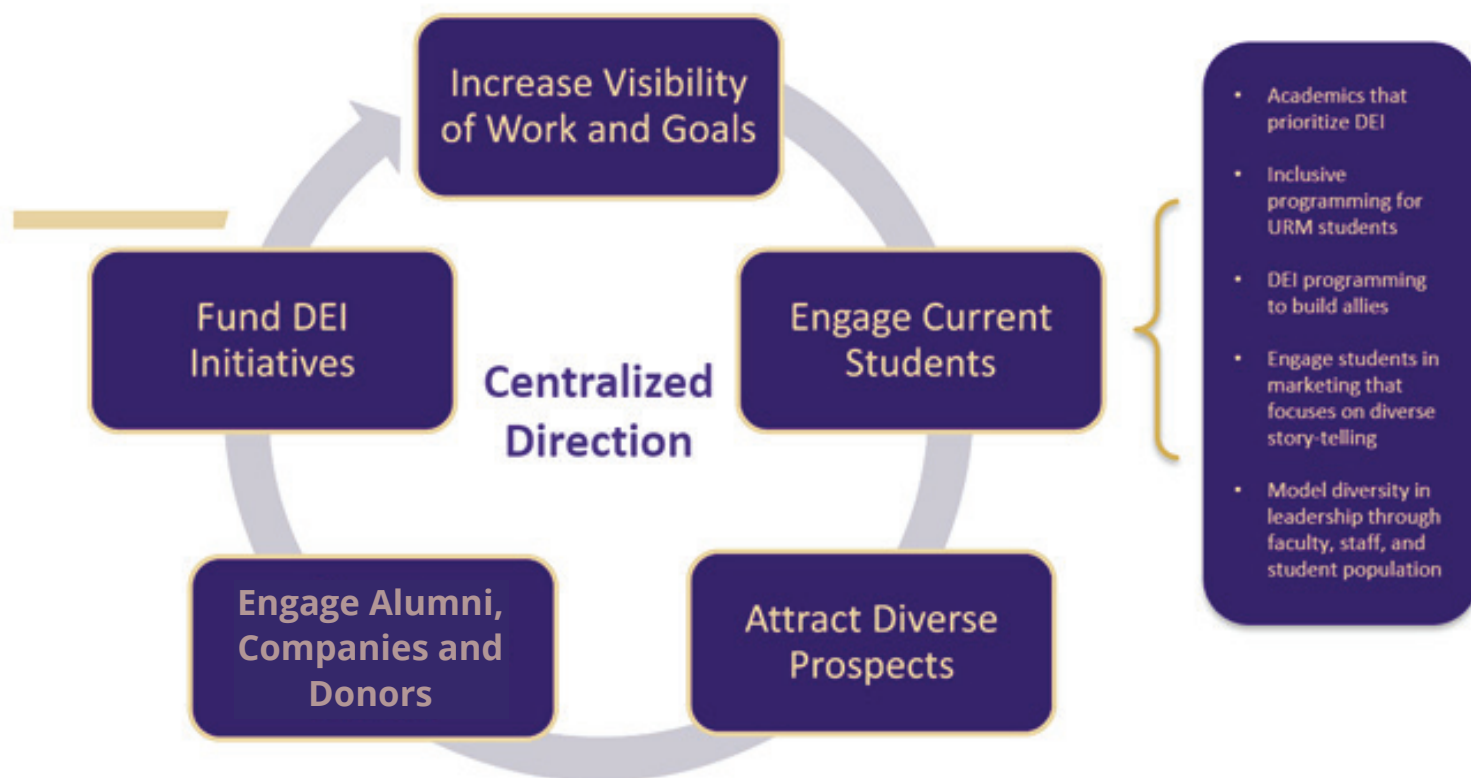 Increase Visibility
of Work and Goals
Engage Current
Students
Attract Diverse
Prospects
Engage Alumni,
Companies and
Donors
Fund DEI
Initiatives
Centralized
Direction
• Academics that
prioritize DEI
• Inclusive
programming for
URM students
• DEI programming
to build allies
• Engage students in
marketing that
focuses on diverse
story-telling
• Model diversity in
leadership through
faculty, staff, and
student population